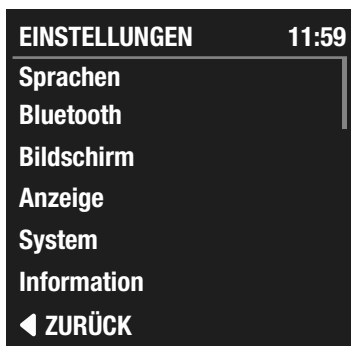 EINSTELLUNGEN 11:59
Sprachen
Bluetooth
Bildschirm
Anzeige
System
Information
ZURÜCK